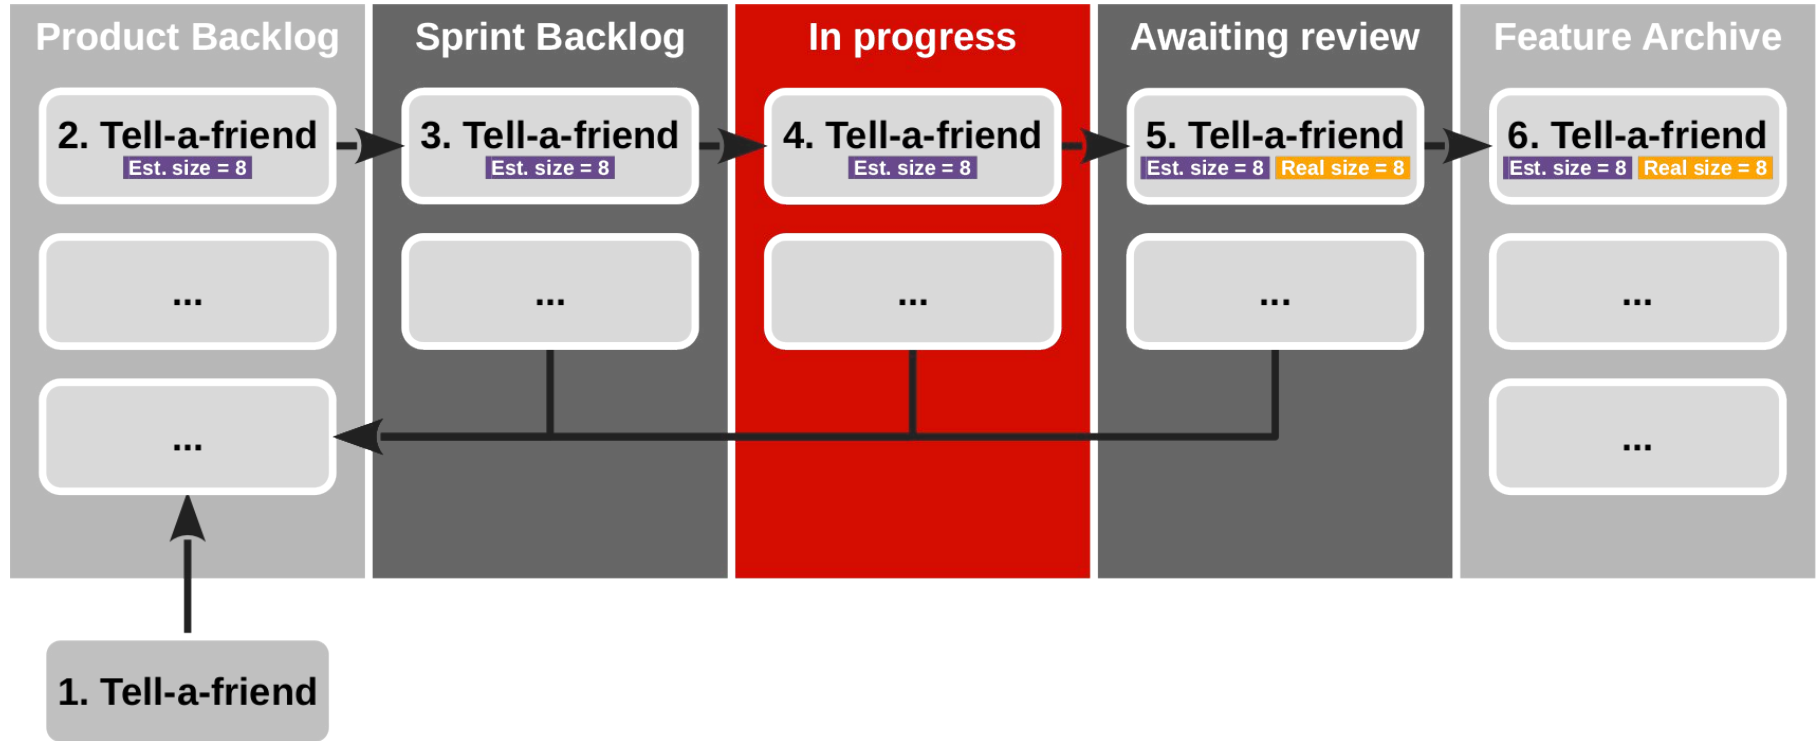 Product Backlog
Sprint Backlog
In progress
Awaiting review
Feature Archive
2. Tell-a-friend
Est. size = 8
3. Tell-a-friend
Est. size = 8
4. Tell-a-friend
Est. size = 8
5. Tell-a-friend
Est. size = 8
Real size = 8
6. Tell-a-friend
Est. size = 8
Real size = 8
...
...
...
...
...
...
...
1. Tell-a-friend